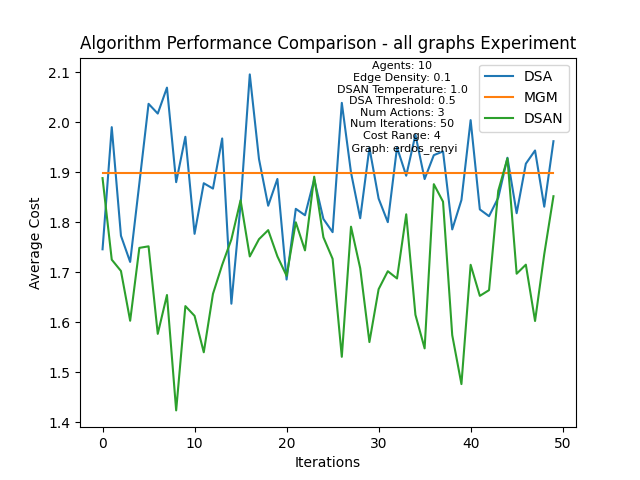 Algorithm Performance Comparison - all graphs Experiment
Agents: 10
Edge Density: 0.1
DSAN Temperature: 1.0
DSA Threshold: 0.5
Num Actions: 3
Num Iterations: 50
Cost Range: 4
Graph: erdos_renyi
DSA
MGM
DSAN
2.1
2.0
1.9
1.8
1.7
1.6
1.5
1.4
Average Cost
0 10 20 30 40 50
Iterations